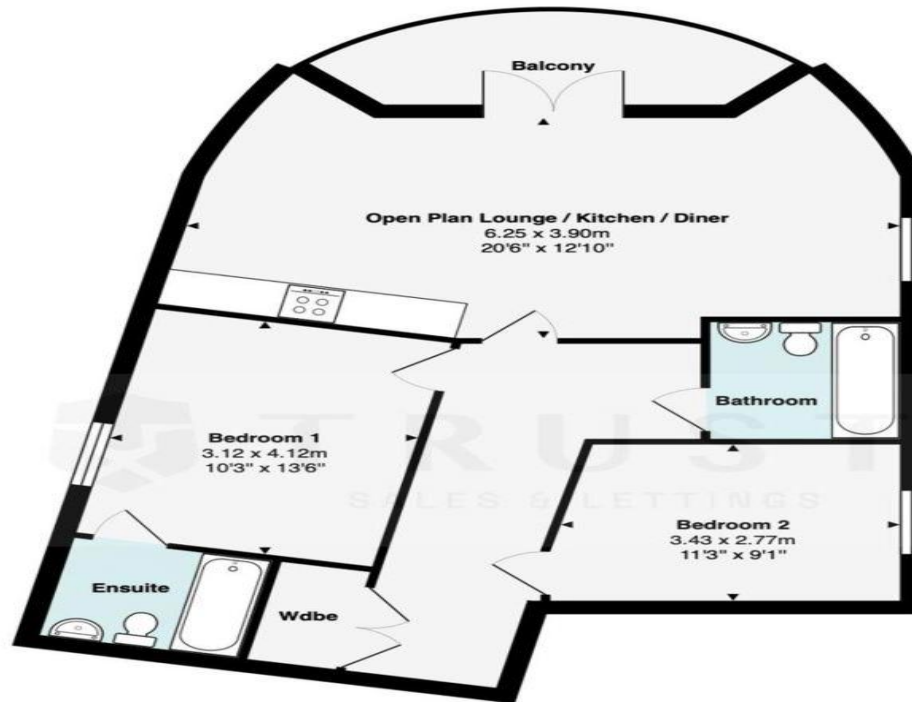 Balcony
Open Plan Lounge / Kitchen / Diner
6.25 x 3.90m
20'6" x 12'10"
Bathroom
Bedroom 1
3.12 x 4.12m
10'3" x 13'6"
TRUST
SALES & LETTINGS
Bedroom 2
3.43 x 2.77m
11'3" x 9'1"
Ensuite
Wdbe